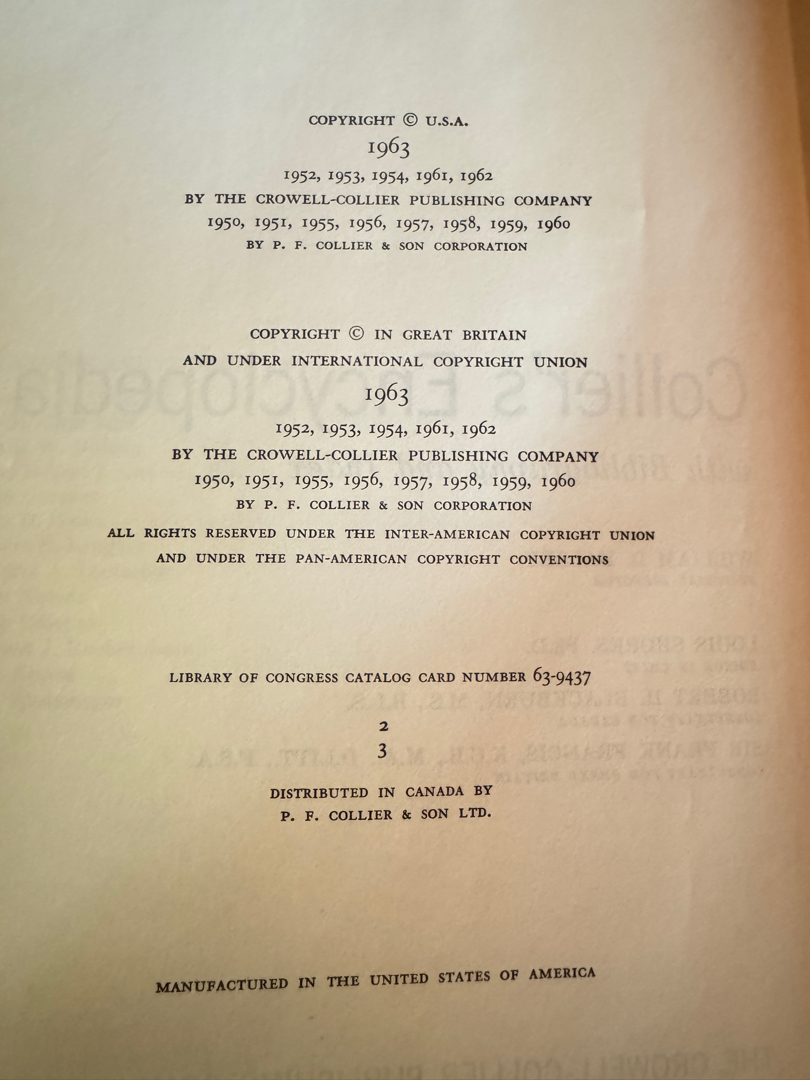 COPYRIGHT © U.S.A.
1963
1952, 1953, 1954, 1961, 1962
BY THE CROWELL-COLLIER PUBLISHING COMPANY
1950, 1951, 1955, 1956, 1957, 1958, 1959, 1960
BY P. F. COLLIER & SON CORPORATION
COPYRIGHT © IN GREAT BRITAIN
AND UNDER INTERNATIONAL COPYRIGHT UNION
1963
1952, 1953, 1954, 1961, 1962
BY THE CROWELL-COLLIER PUBLISHING COMPANY
1950, 1951, 1955, 1956, 1957, 1958, 1959, 1960
BY P. F. COLLIER & SON CORPORATION
ALL RIGHTS RESERVED UNDER THE INTER-AMERICAN COPYRIGHT UNION
AND UNDER THE PAN-AMERICAN COPYRIGHT CONVENTIONS
LIBRARY OF CONGRESS CATALOG CARD NUMBER 63-9437
2
3
DISTRIBUTED IN CANADA BY
P. F. COLLIER & SON LTD.
MANUFACTURED IN THE UNITED STATES OF AMERICA